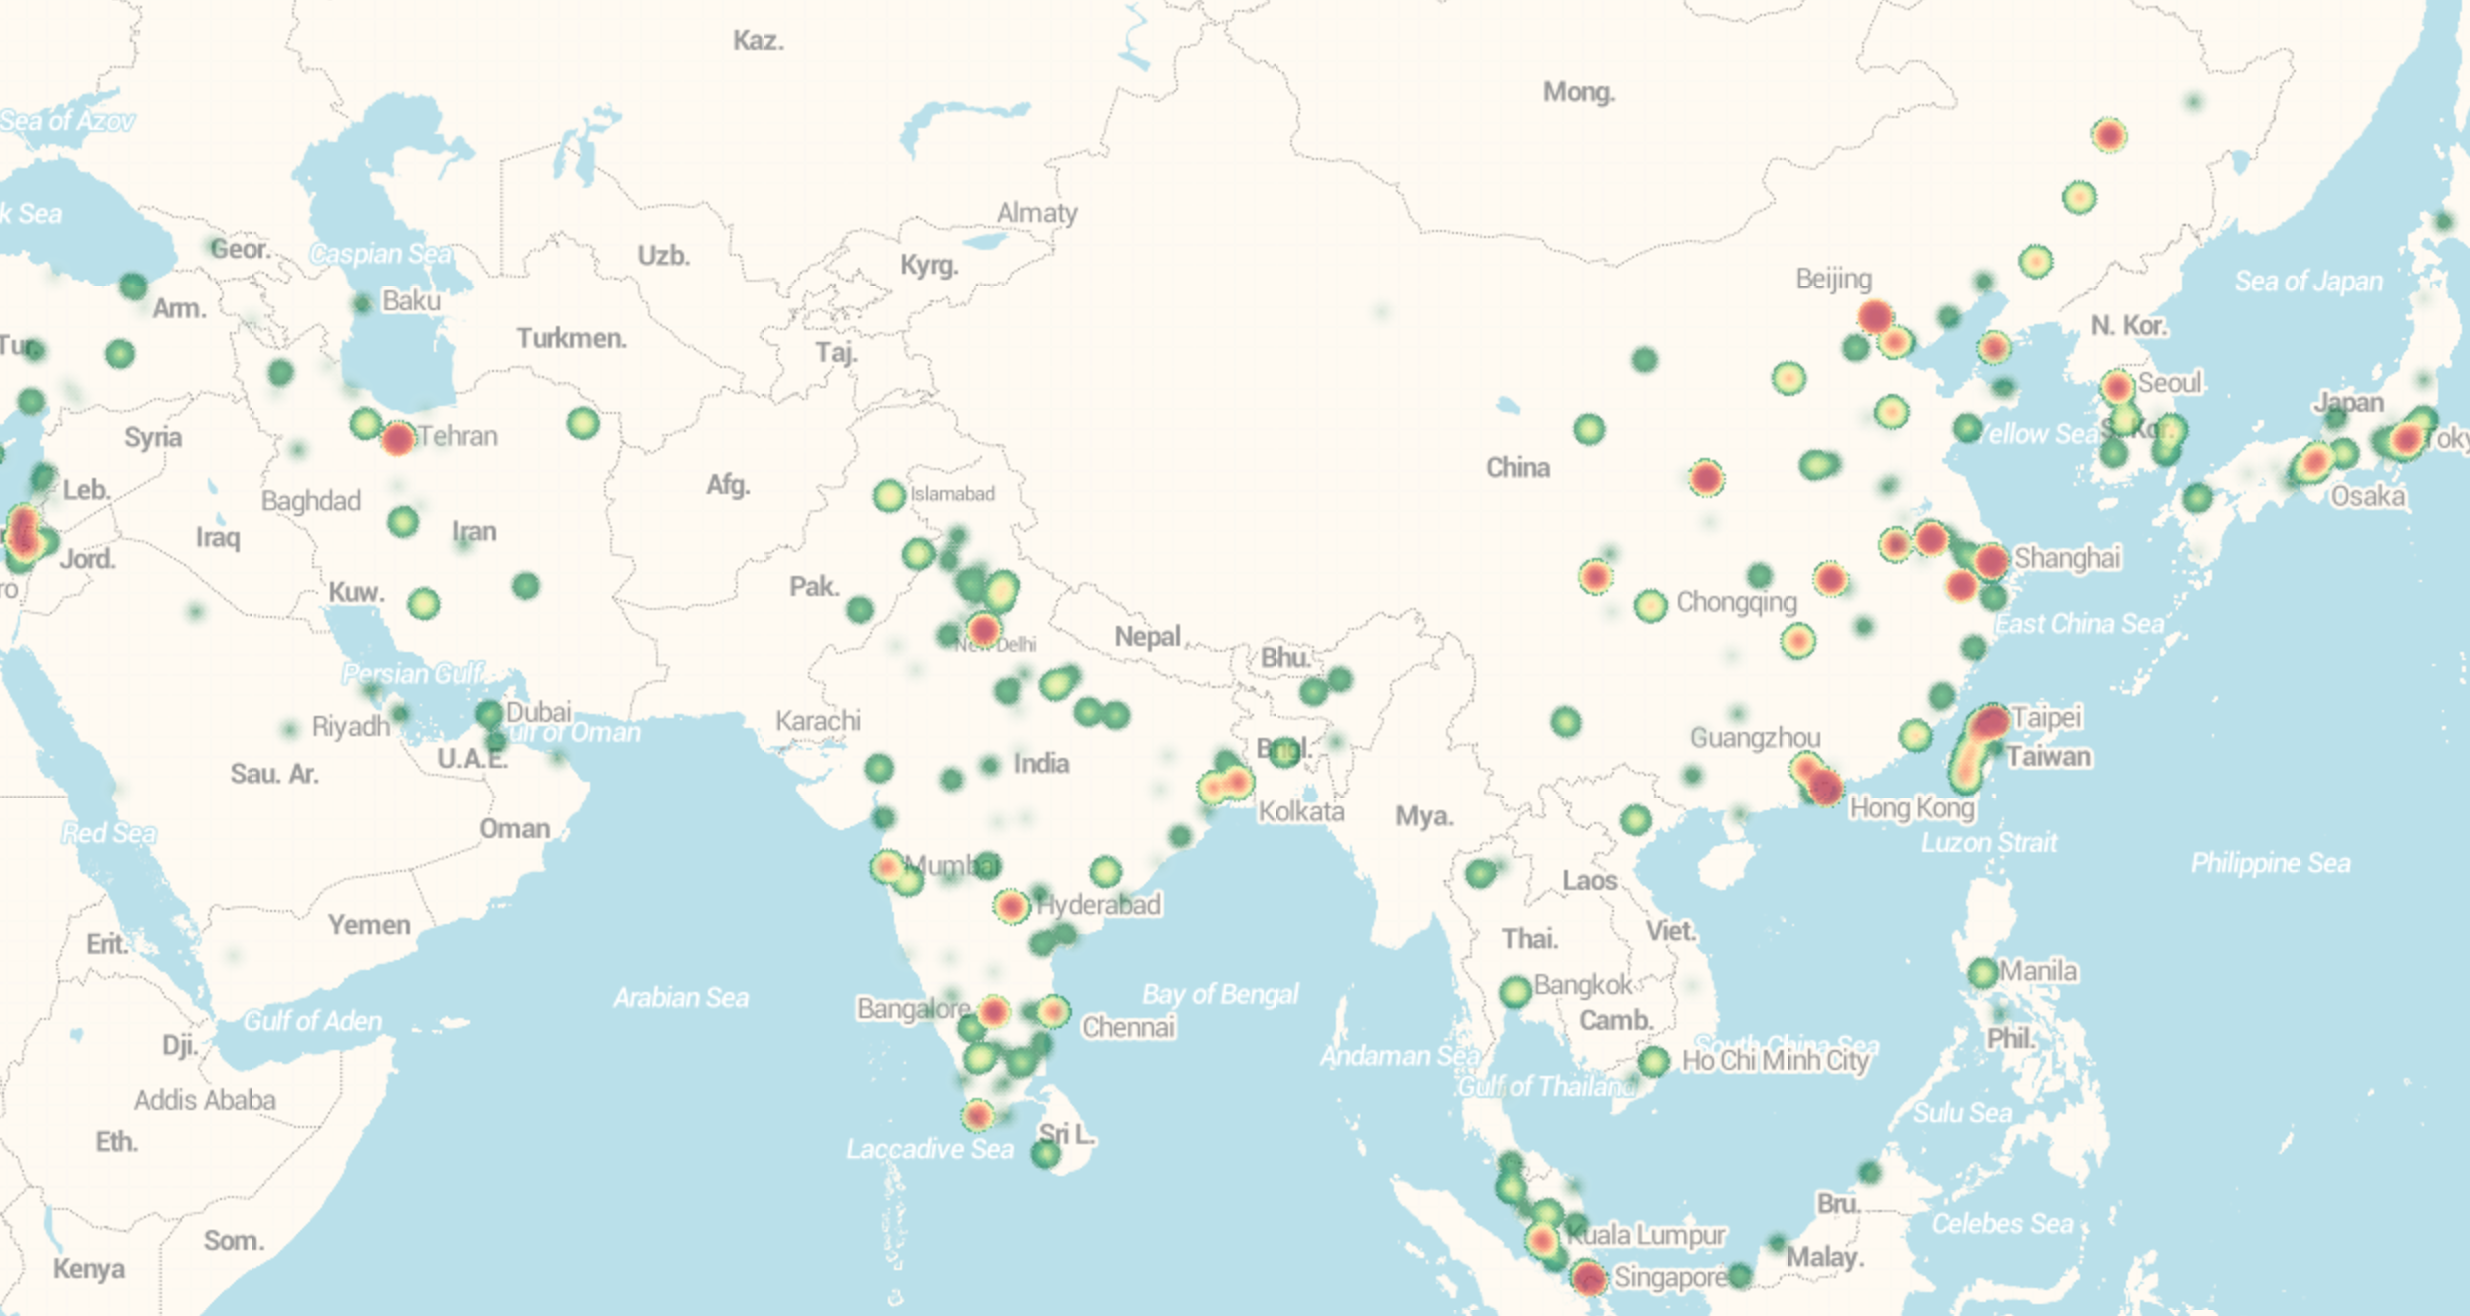 Kaz.
Mong.
Sea of Azov
k Sea
Geor.
Caspian Sea
Almaty
Uzb.
Kyrg.
Beijing
Sea of Japan
Arm.
Baku
N. Kor.
Tur.
Turkmen.
Taj.
Seoul
Japan
Syria
Tehran
Yellow Sea
S. Kor.
Toky
China
Leb.
Afg.
Islamabad
Osaka
Baghdad
Iraq
Iran
Jord.
Shanghai
ro
Kuw.
Pak.
Chongqing
East China Sea
Nepal
New Delhi
Bhu.
Persian Gulf
Riyadh
Dubai
Karachi
Gulf of Oman
Taipei
Guangzhou
Bngl.
Taiwan
U.A.E.
India
Sau. Ar.
Hong Kong
Kolkata
Mya.
Red Sea
Oman
Luzon Strait
Philippine Sea
Mumbai
Laos
Hyderabad
Yemen
Erit.
Thai.
Viet.
Manila
Bangkok
Arabian Sea
Bay of Bengal
Bangalore
Gulf of Aden
Chennai
Camb.
Phil.
Dji.
Andaman Sea
South China Sea
Ho Chi Minh City
Gulf of Thailand
Addis Ababa
Sulu Sea
Eth.
Laccadive Sea
Sri L.
Bru.
Celebes Sea
Som.
Kuala Lumpur
Malay.
Kenya
Singapore